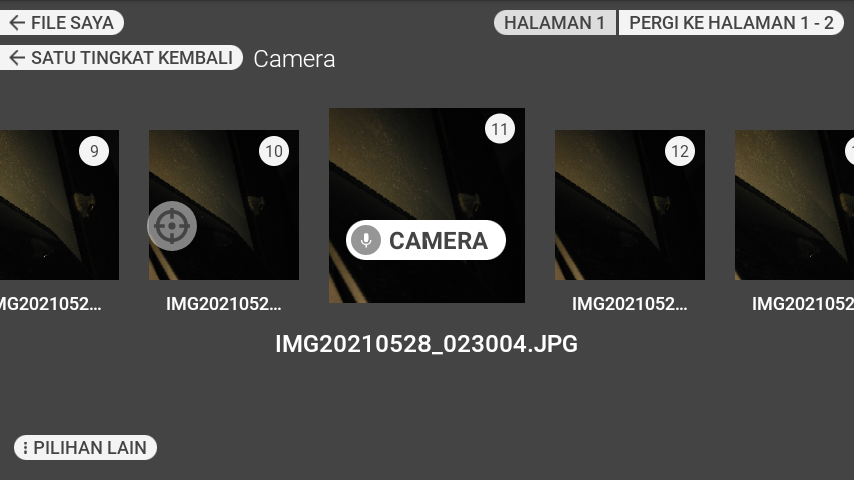 FILE SAYA
HALAMAN 1
PERGI KE HALAMAN 1 - 2
SATU TINGKAT KEMBALI
Camera
9
10
11
12
CAMERA
MG2021052...
IMG2021052...
IMG2021052...
IMG2021052
IMG20210528_023004.JPG
PILIHAN LAIN